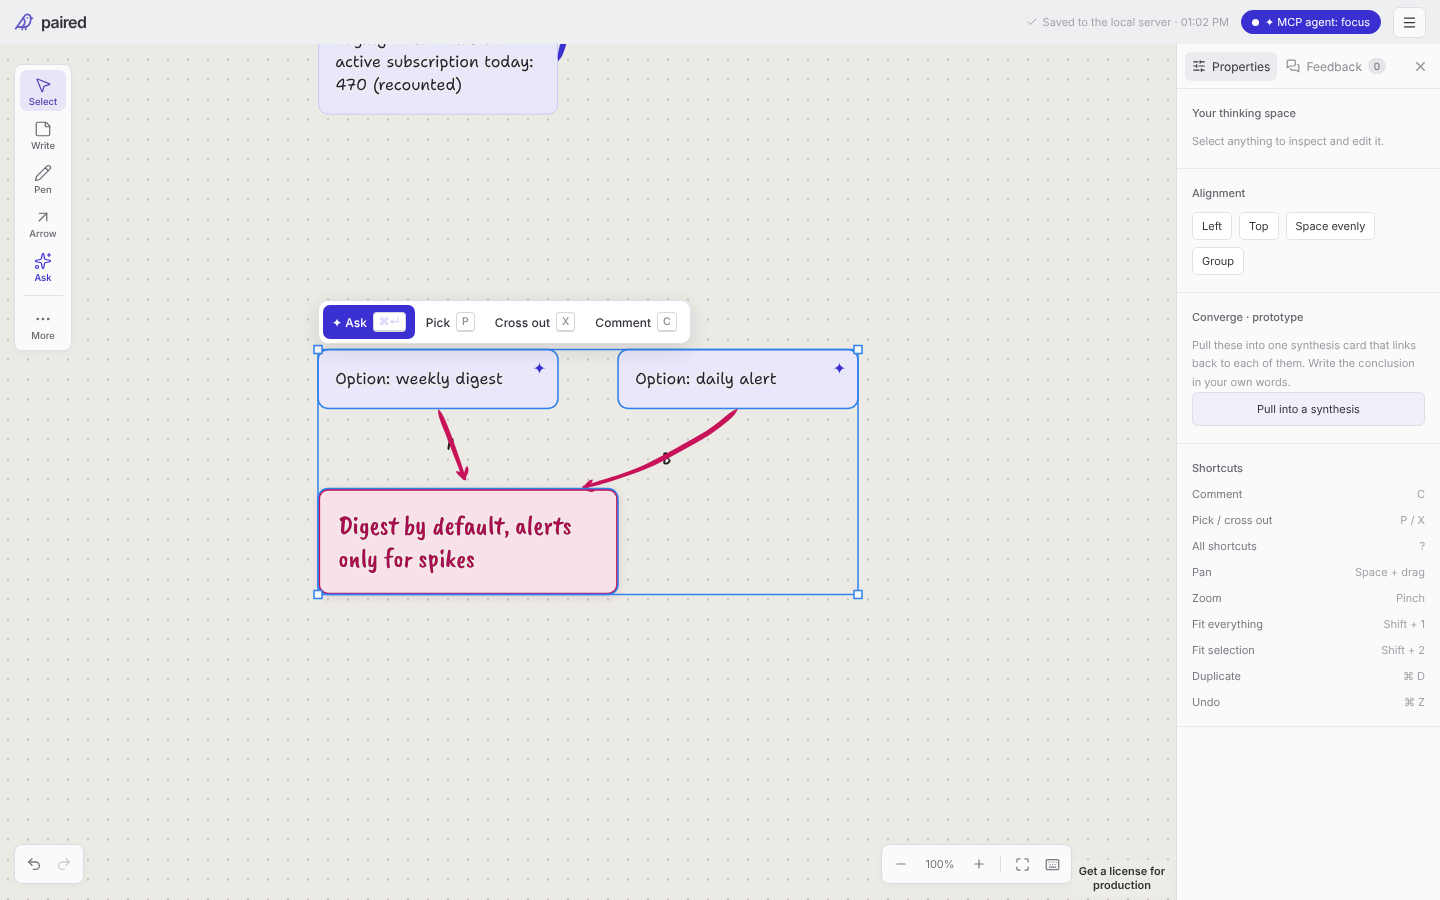 paired
Saved to the local server · 01:02 PM
✦ MCP agent: focus
Select
Write
Pen
Arrow
Ask
More
active subscription today:
470 (recounted)
✦ Ask ⌘↵
Pick P
Cross out X
Comment C
Option: weekly digest
Option: daily alert
B
Digest by default, alerts
only for spikes
100%
Get a license for
production
Properties
Feedback 0
Your thinking space
Select anything to inspect and edit it.
Alignment
Left
Top
Space evenly
Group
Converge · prototype
Pull these into one synthesis card that links
back to each of them. Write the conclusion
in your own words.
Pull into a synthesis
Shortcuts
Comment C
Pick / cross out P / X
All shortcuts ?
Pan Space + drag
Zoom Pinch
Fit everything Shift + 1
Fit selection Shift + 2
Duplicate ⌘ D
Undo ⌘ Z